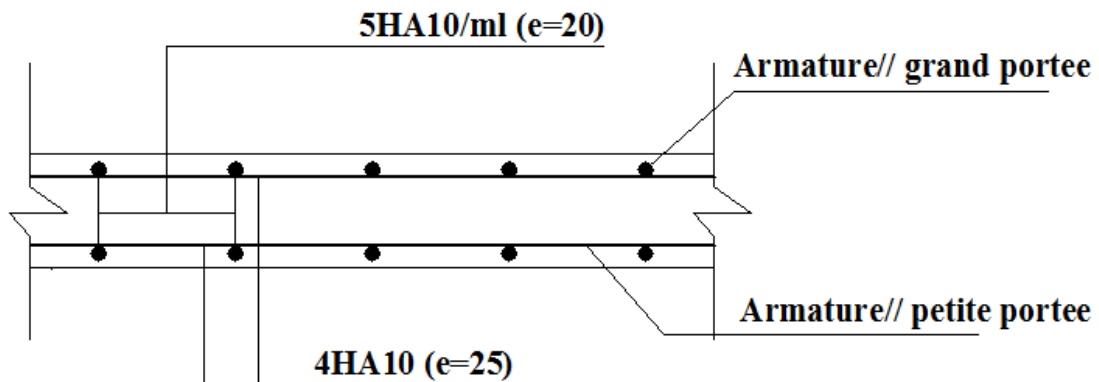 5HA10/ml (e=20)
Armature// grand portee
Armature// petite portee
4HA10 (e=25)